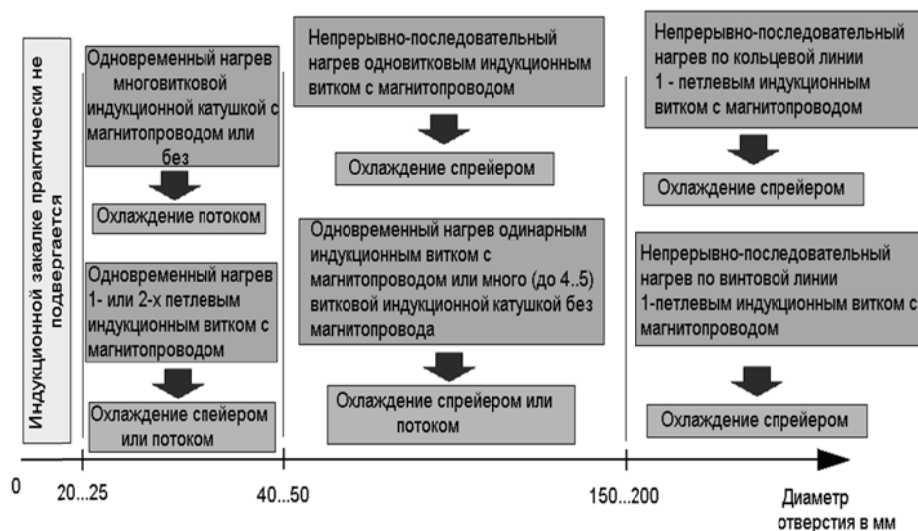 Индукционной закалке практически не
подвергается
Одновременный нагрев
многовитковой
индукционной катушкой с
магнитопроводом или
без
Охлаждение потоком
Одновременный нагрев
1- или 2-х петлевым
индукционным витком с
магнитопроводом
Охлаждение спейером
или потоком
Непрерывно-последовательный
нагрев одновитковым индукционным
витком с магнитопроводом
Охлаждение спрейером
Одновременный нагрев одинарным
индукционным витком с
магнитопроводом или много (до 4..5)
витковой индукционной катушкой без
магнитопровода
Охлаждение спрейером или
потоком
Непрерывно-последовательный
нагрев по кольцевой линии
1 - петлевым индукционным
витком с магнитопроводом
Охлаждение спрейером
Непрерывно-последовательный
нагрев по винтовой линии
1-петлевым индукционным витком с
магнитопроводом
Охлаждение спрейером
0
20...25
40...50
150...200
Диаметр
отверстия в мм